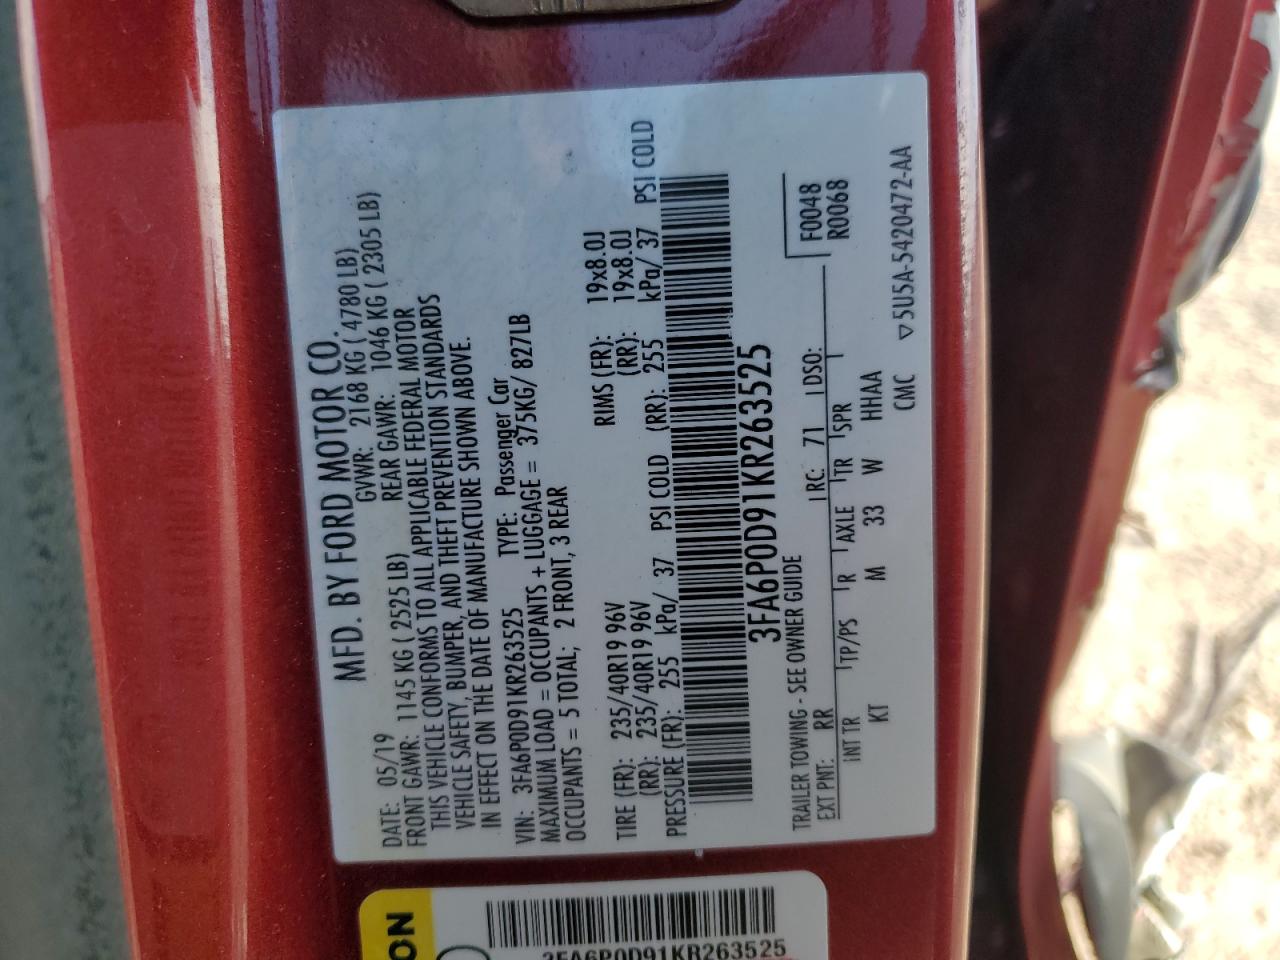 MFD. BY FORD MOTOR CO.
DATE: 05/19 GVWR: 2168 KG ( 4780 LB)
FRONT GAWR: 1145 KG ( 2525 LB) REAR GAWR: 1046 KG ( 2305 LB)
THIS VEHICLE CONFORMS TO ALL APPLICABLE FEDERAL MOTOR
VEHICLE SAFETY, BUMPER, AND THEFT PREVENTION STANDARDS
IN EFFECT ON THE DATE OF MANUFACTURE SHOWN ABOVE.
VIN: 3FA6P0D91KR263525 TYPE: Passenger Car
MAXIMUM LOAD = OCCUPANTS + LUGGAGE = 375KG/ 827LB
OCCUPANTS = 5 TOTAL; 2 FRONT, 3 REAR
TIRE (FR): 235/40R19 96V RIMS (FR): 19x8.0J
(RR): 235/40R19 96V (RR): 19x8.0J
PRESSURE (FR): 255 kPa/ 37 PSI COLD (RR): 255 kPa/ 37 PSI COLD
3FA6P0D91KR263525
TRAILER TOWING - SEE OWNER GUIDE F0048
EXT PNT: RR RC: 71 DSO: R0068
INT TR TP/PS R AXLE TR SPR
KT M 33 W HHAA
CMC ▽5U5A-5420472-AA
ON
3FA6P0D91KR263525